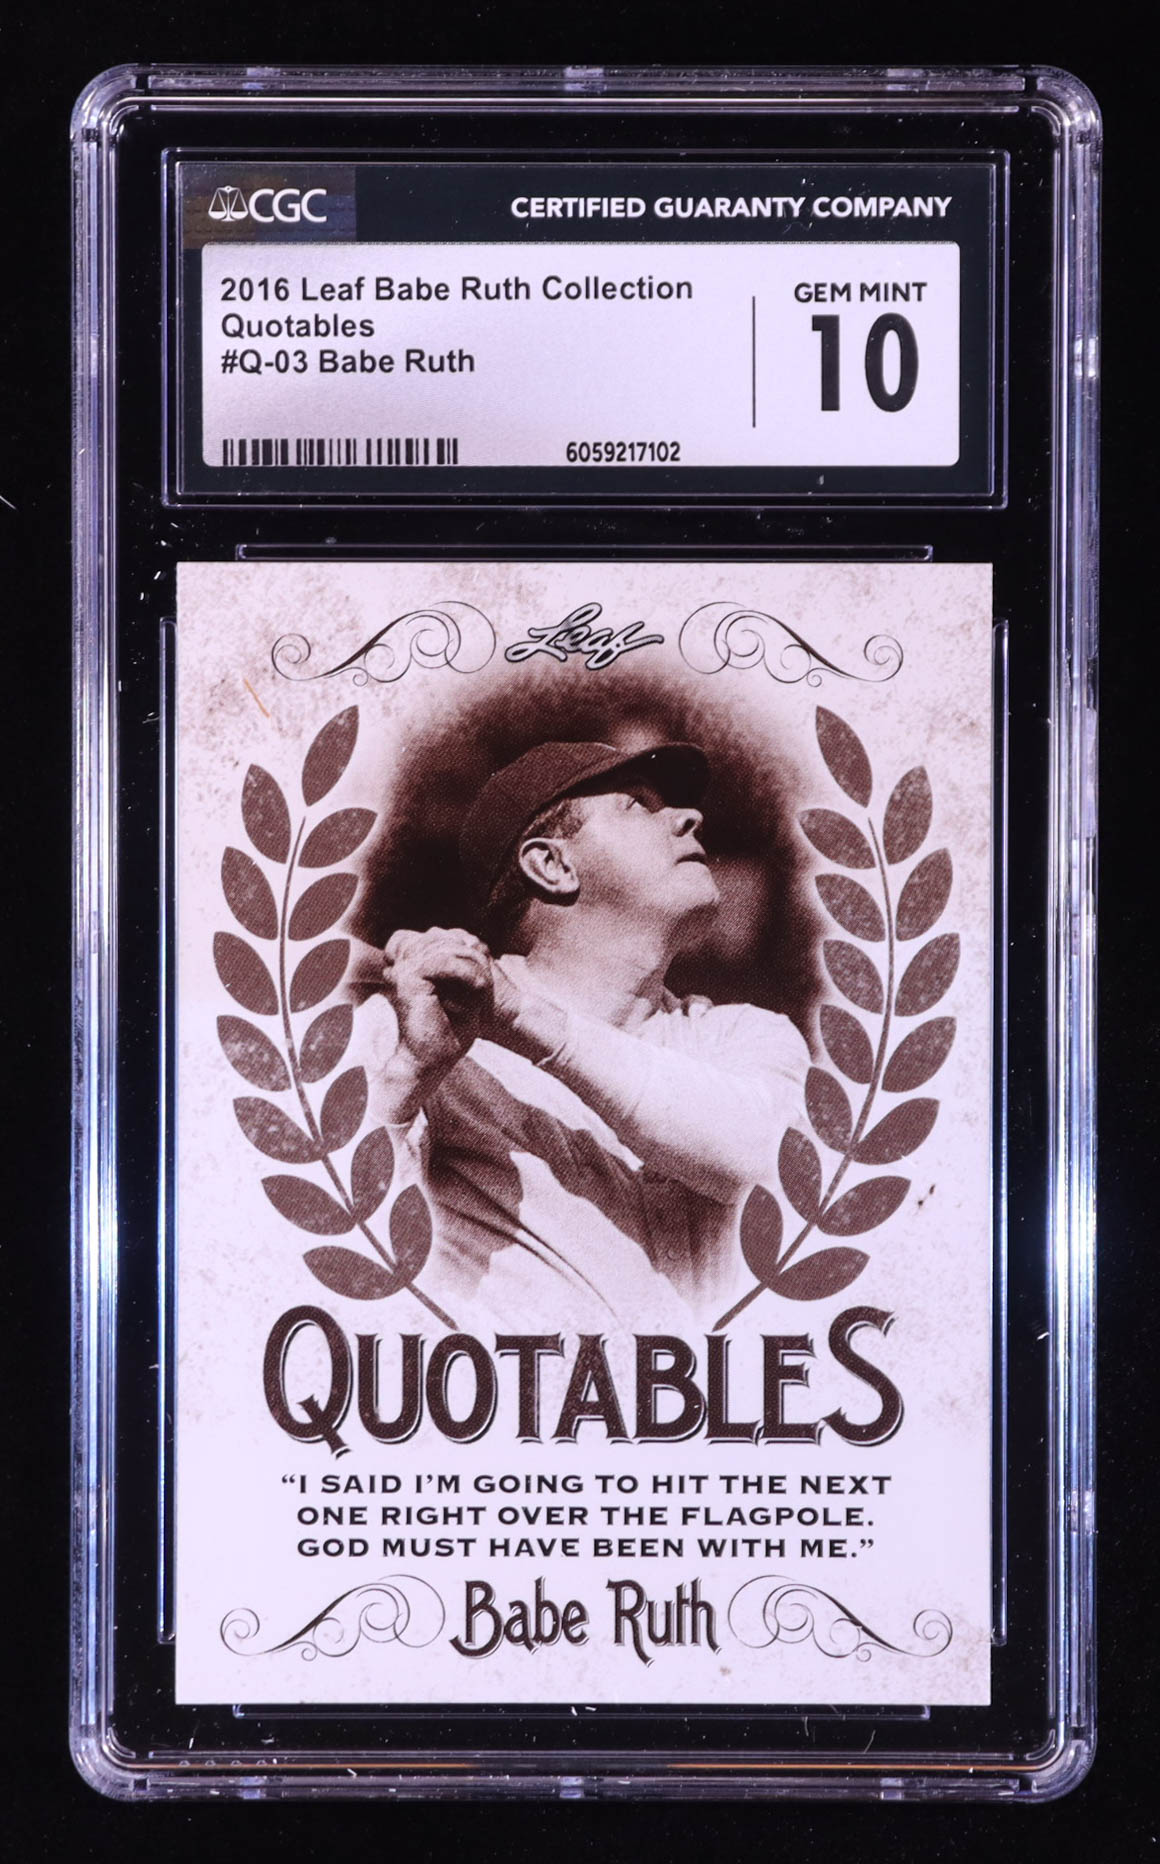 CGC
CERTIFIED GUARANTY COMPANY
2016 Leaf Babe Ruth Collection
Quotables
#Q-03 Babe Ruth
GEM MINT
10
6059217102
Leaf
QUOTABLES
“I SAID I’M GOING TO HIT THE NEXT
ONE RIGHT OVER THE FLAGPOLE.
GOD MUST HAVE BEEN WITH ME.”
Babe Ruth